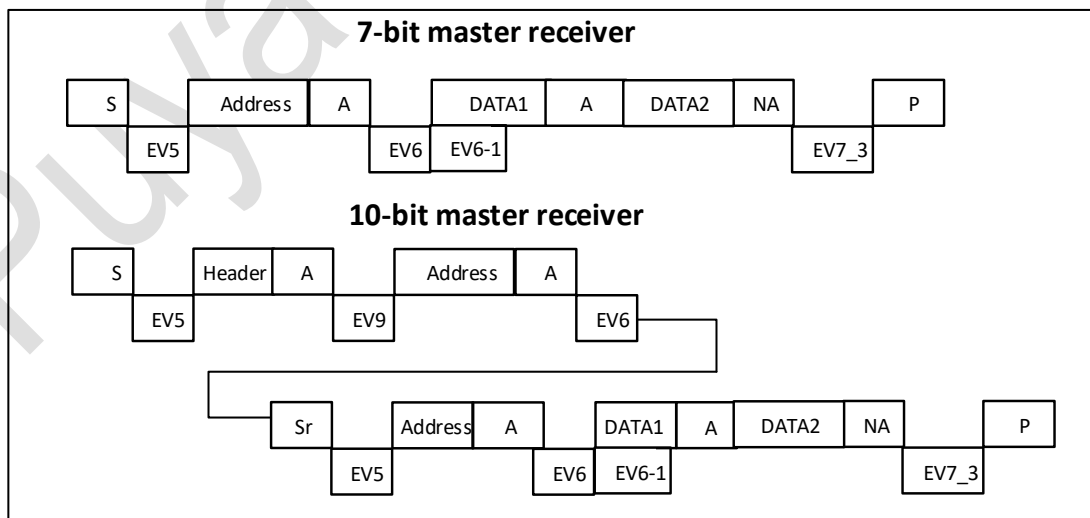 7-bit master receiver
S Address A DATA1 A DATA2 NA P
EV5 EV6 EV6-1 EV7_3
10-bit master receiver
S Header A Address A
EV5 EV9 EV6
Sr Address A DATA1 A DATA2 NA P
EV5 EV6 EV6-1 EV7_3
Puya